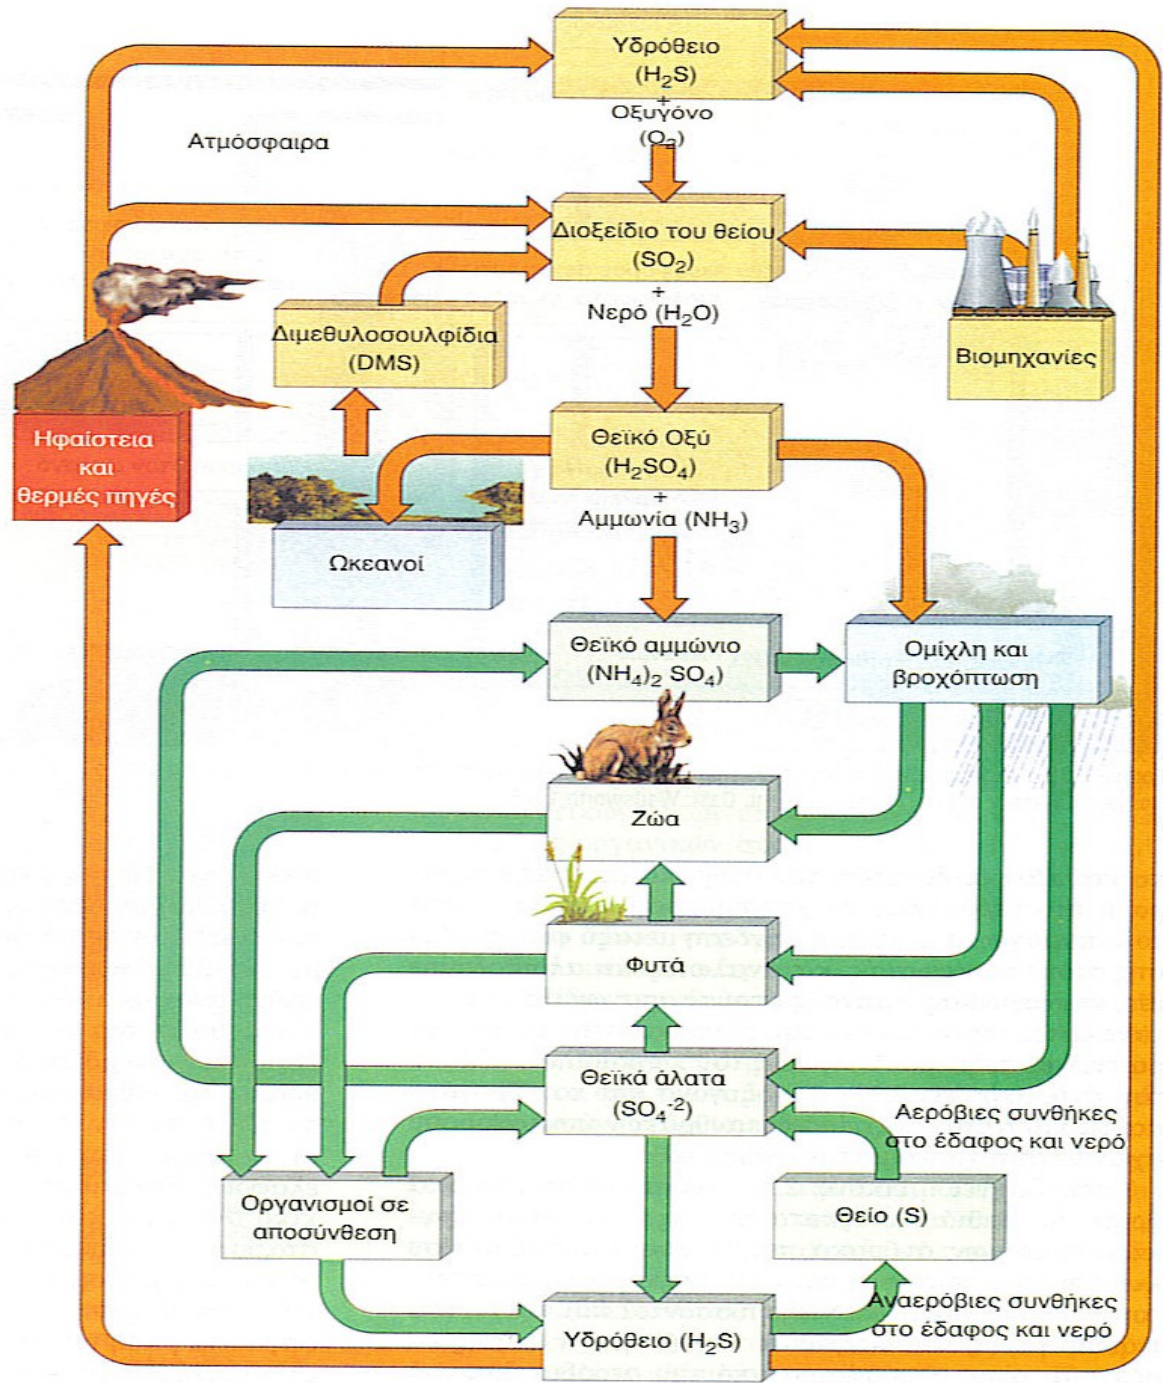 Υδρόθειο
(H₂S)
+
Οξυγόνο
(O₂)
Ατμόσφαιρα
Διοξείδιο του θείου
(SO₂)
+
Νερό (H₂O)
Διμεθυλοσουλφίδια
(DMS)
Βιομηχανίες
Θεϊκό Οξύ
(H₂SO₄)
+
Αμμωνία (NH₃)
Ηφαίστεια
και
θερμές πηγές
Ωκεανοί
Θεϊκό αμμώνιο
(NH₄)₂ SO₄)
Ομίχλη και
βροχόπτωση
Ζώα
Φυτά
Θεικά άλατα
(SO₄⁻²)
Αερόβιες συνθήκες
στο έδαφος και νερό
Οργανισμοί σε
αποσύνθεση
Θείο (S)
Αναερόβιες συνθήκες
στο έδαφος και νερό
Υδρόθειο (H₂S)